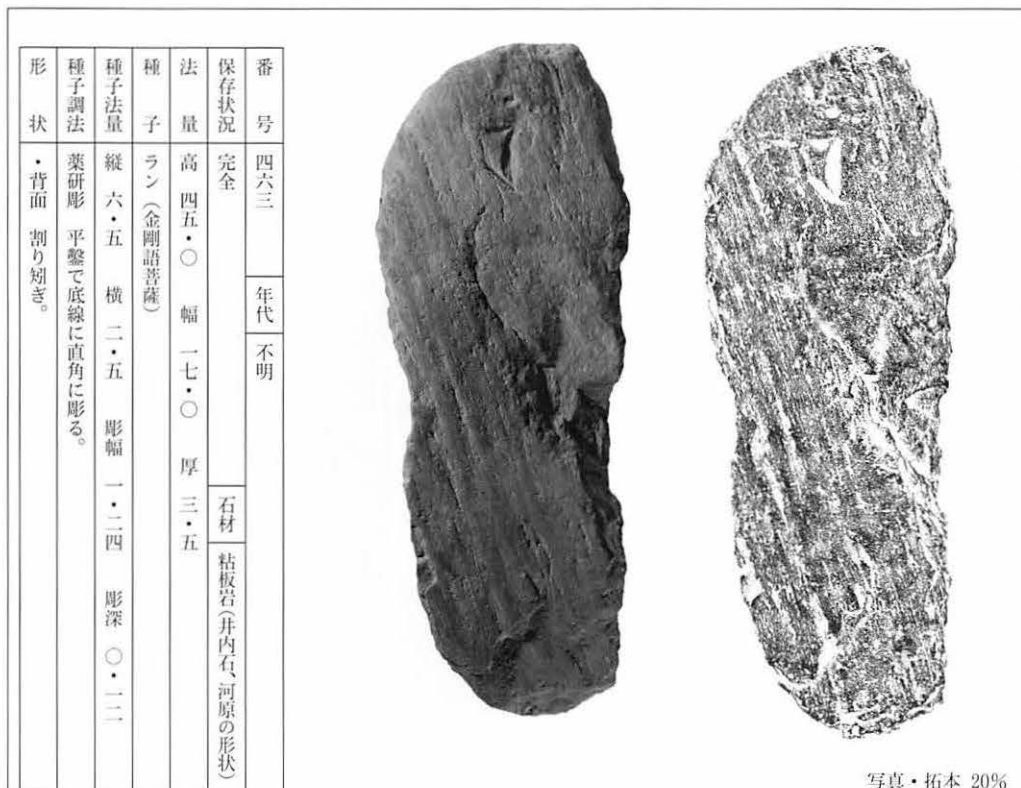 番号 四六三 年代 不明
保存状況 完全 石材 粘板岩(井内石、河原の形状)
法量 高 四五・〇 幅 一七・〇 厚 三・五
種子 ラン(金剛語菩薩)
種子法量 縦 六・五 横 二・五 彫幅 一・二四 彫深 〇・一二
種子調法 薬研彫 平鑿で底線に直角に彫る。
形状 ・背面 割り矧ぎ。
写真・拓本 20%